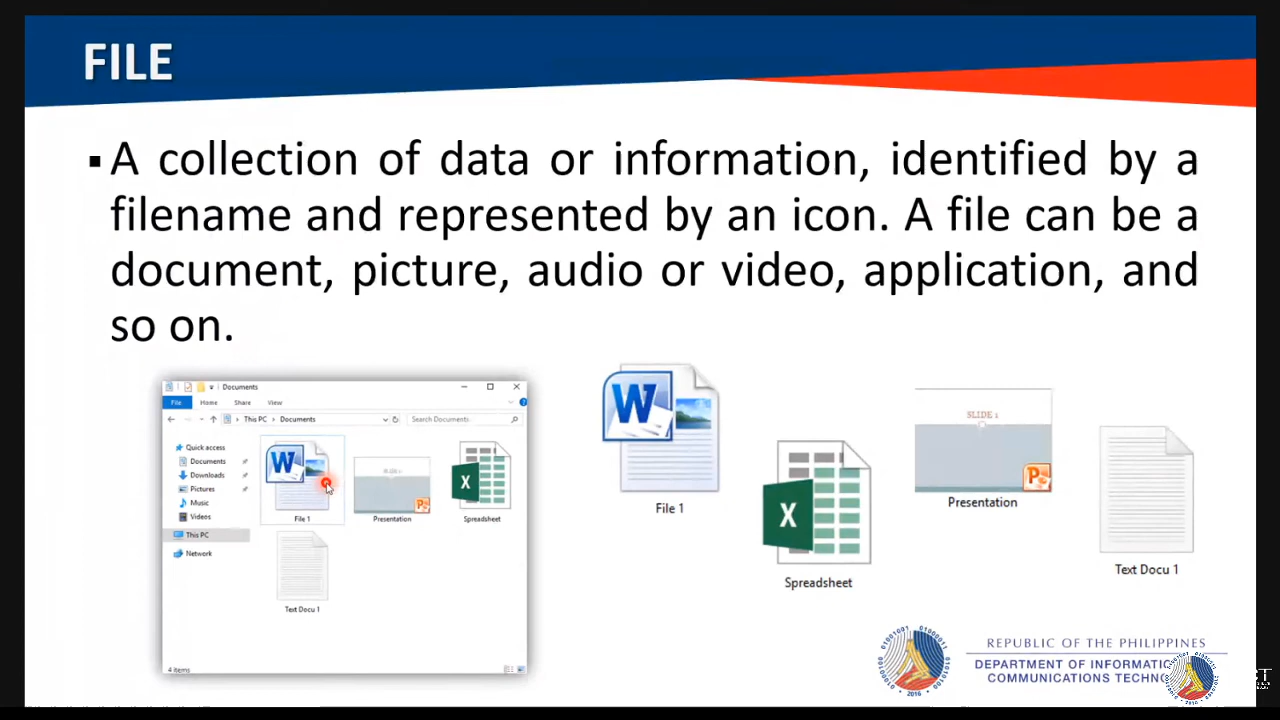 FILE
▪ A collection of data or information, identified by a
filename and represented by an icon. A file can be a
document, picture, audio or video, application, and
so on.
Documents
File Home Share View
This PC > Documents
Search Documents
Quick access
Documents
Downloads
Pictures
Music
Videos
This PC
Network
File 1
Presentation
Spreadsheet
Text Docu 1
4 items
W
File 1
X
Spreadsheet
SLIDE 1
Presentation
Text Docu 1
REPUBLIC OF THE PHILIPPINES
DEPARTMENT OF
COMMUNICATIONS
2016